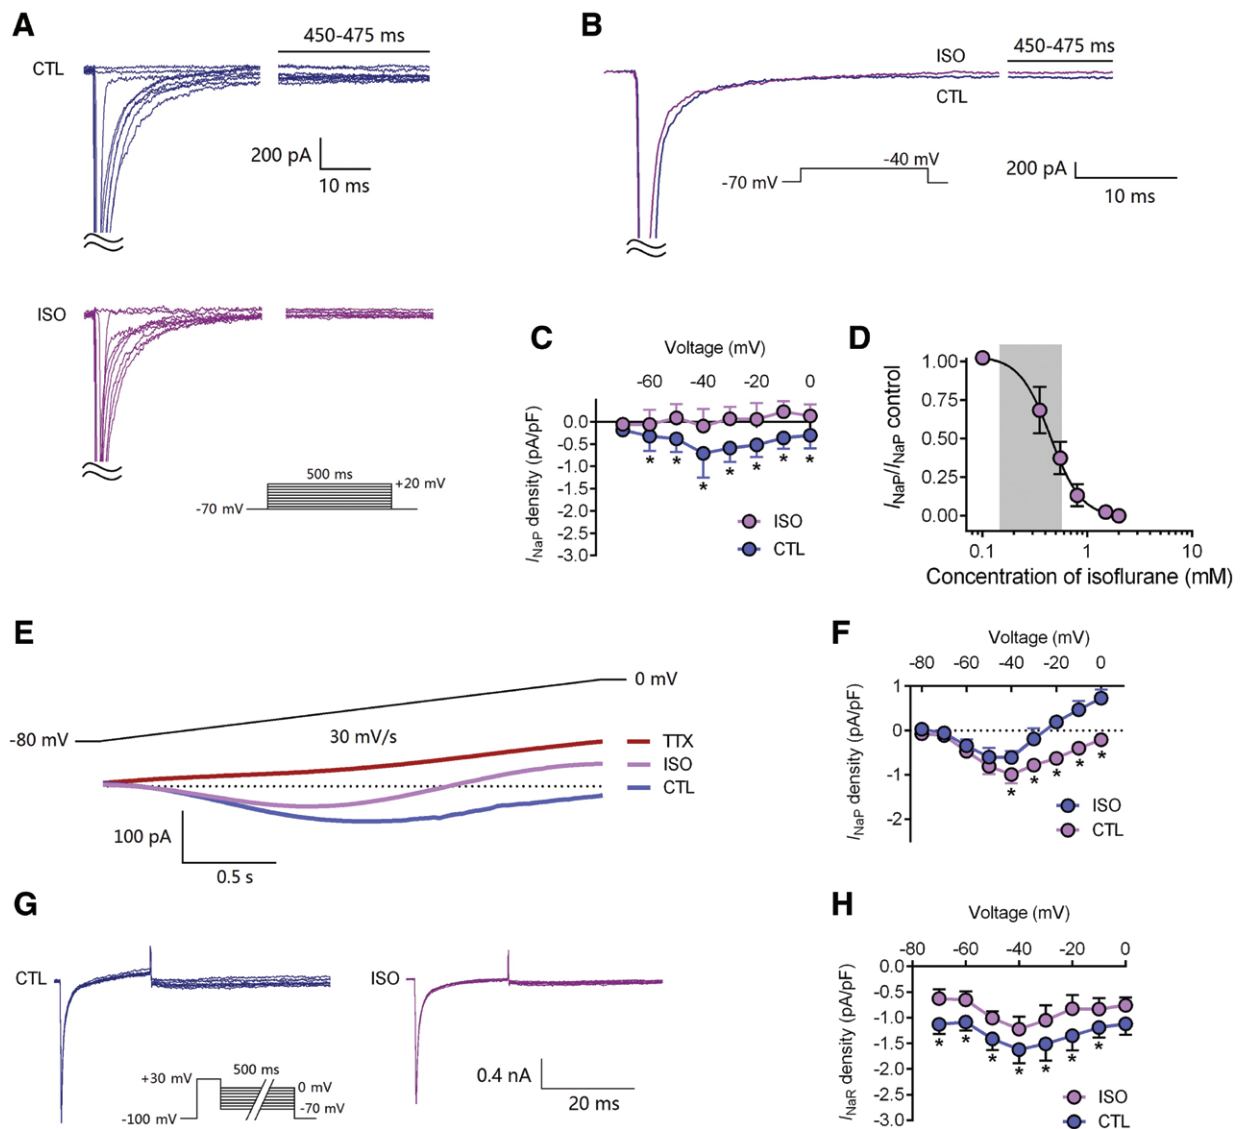 A
450-475 ms
CTL
200 pA
10 ms
ISO
500 ms
+20 mV
-70 mV
B
450-475 ms
ISO
CTL
-40 mV
-70 mV
200 pA
10 ms
C
Voltage (mV)
-60 -40 -20 0
0.0
-0.5
-1.0
-1.5
-2.0
-2.5
-3.0
INaP density (pA/pF)
* * * * * * *
ISO
CTL
D
1.00
0.75
0.50
0.25
0.00
INaP/INaP control
0.1 1 10
Concentration of isoflurane (mM)
E
0 mV
-80 mV
30 mV/s
TTX
ISO
CTL
100 pA
0.5 s
F
Voltage (mV)
-80 -60 -40 -20 0
1
0
-1
-2
INaP density (pA/pF)
* * * * *
ISO
CTL
G
CTL
ISO
+30 mV
500 ms
0 mV
-70 mV
-100 mV
0.4 nA
20 ms
H
Voltage (mV)
-80 -60 -40 -20 0
0.0
-0.5
-1.0
-1.5
-2.0
-2.5
-3.0
INaR density (pA/pF)
* * * * * * *
ISO
CTL